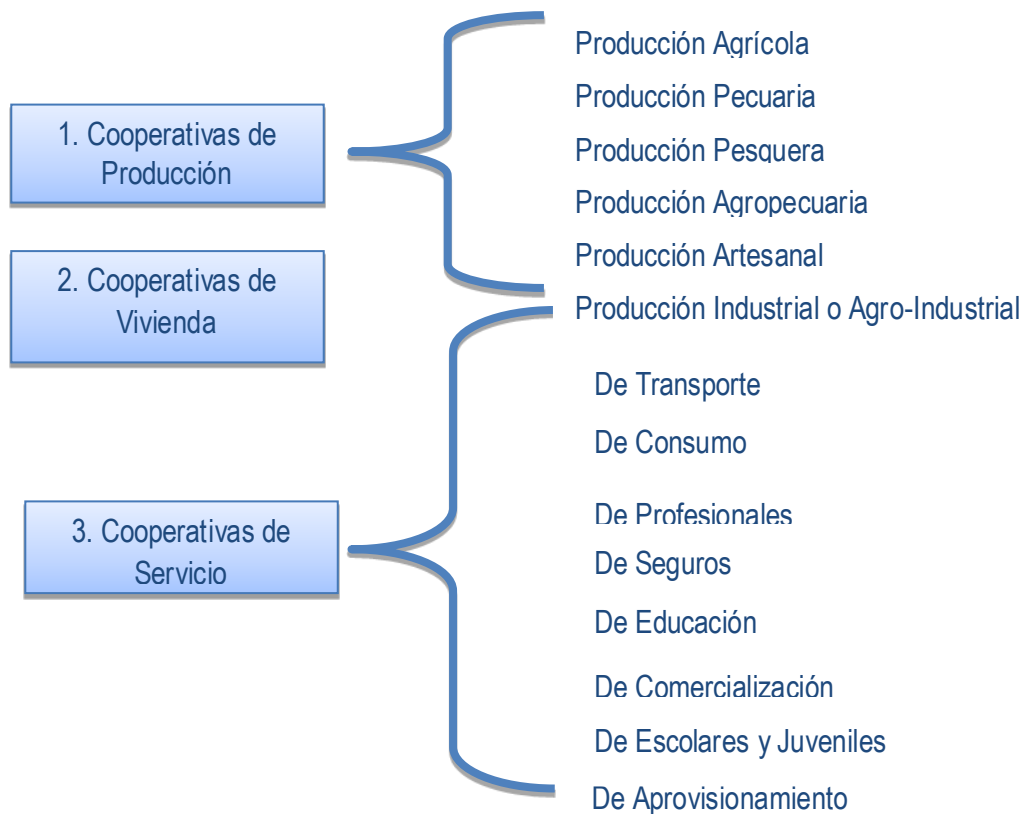 1. Cooperativas de
Producción
Producción Agrícola
Producción Pecuaria
Producción Pesquera
Producción Agropecuaria
Producción Artesanal
Producción Industrial o Agro-Industrial
2. Cooperativas de
Vivienda
3. Cooperativas de
Servicio
De Transporte
De Consumo
De Profesionales
De Seguros
De Educación
De Comercialización
De Escolares y Juveniles
De Aprovisionamiento